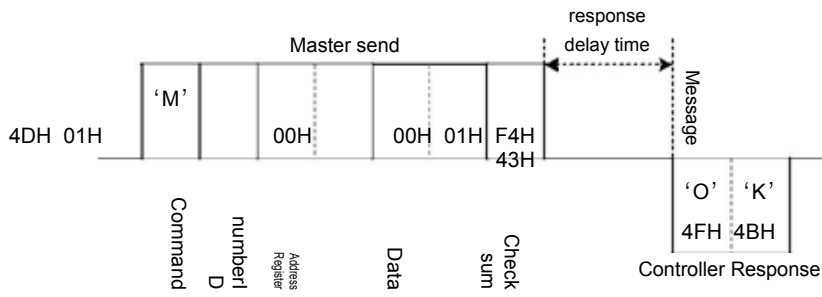 response
Master send
delay time
'M'
4DH 01H
00H
00H 01H F4H
43H
Message
'O' 'K'
4FH 4BH
Controller Response
Command
numberI
D
Address
Register
Data
Check
sum